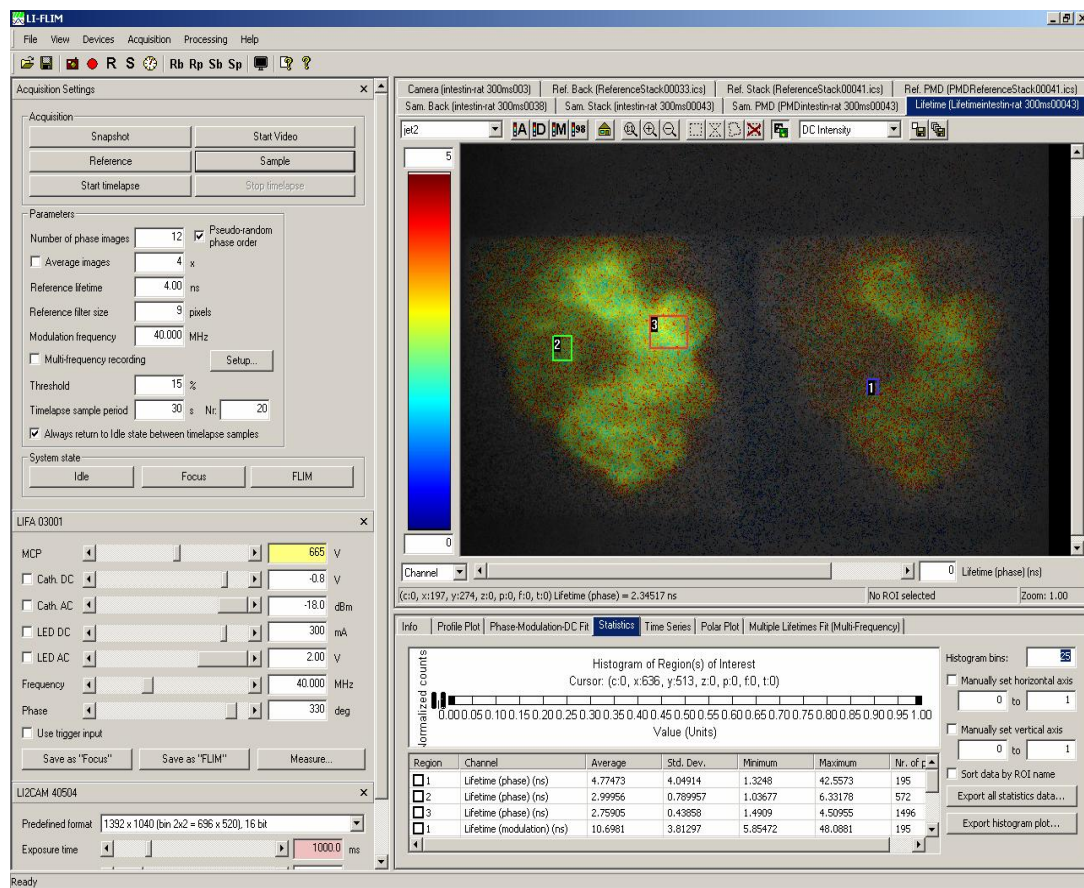 LI-FLIM
File View Devices Acquisition Processing Help
R S Rb Rp Sb Sp
Acquisition Settings
Acquisition
Snapshot Start Video
Reference Sample
Start timelapse Stop timelapse
Parameters
Number of phase images 12 Pseudo-random phase order
Average images 4 x
Reference lifetime 4.00 ns
Reference filter size 9 pixels
Modulation frequency 40.000 MHz
Multi-frequency recording Setup...
Threshold 15 %
Timelapse sample period 30 s Nr. 20
Always return to Idle state between timelapse samples
System state
Idle Focus FLIM
LIFA 03001
MCP 665 V
Cath. DC -0.8 V
Cath. AC -18.0 dBm
LED DC 300 mA
LED AC 2.00 V
Frequency 40.000 MHz
Phase 330 deg
Use trigger input
Save as "Focus" Save as "FLIM" Measure...
LI2CAM 40504
Predefined format 1392 x 1040 (bin 2x2 = 696 x 520), 16 bit
Exposure time 1000.0 ms
Camera (intestin-rat 300ms003) Ref. Back (ReferenceStack00033.ics) Ref. Stack (ReferenceStack00041.ics) Ref. PMD (PMDReferenceStack00041.ics)
Sam. Back (intestin-rat 300ms0038) Sam. Stack (intestin-rat 300ms00043) Sam. PMD (PMDintestin-rat 300ms00043) Lifetime (Lifetimeintestin-rat 300ms00043)
jet2 A D M 98 DC Intensity
5
3
2
1
0
Channel 0 Lifetime (phase) (ns)
(c:0, x:197, y:274, z:0, p:0, f:0, t:0) Lifetime (phase) = 2.34517 ns No ROI selected Zoom: 1.00
Info Profile Plot Phase-Modulation-DC Fit Statistics Time Series Polar Plot Multiple Lifetimes Fit (Multi-Frequency)
Histogram of Region(s) of Interest
Cursor: (c:0, x:636, y:513, z:0, p:0, f:0, t:0)
Normalized counts
0.00 0.05 0.10 0.15 0.20 0.25 0.30 0.35 0.40 0.45 0.50 0.55 0.60 0.65 0.70 0.75 0.80 0.85 0.90 0.95 1.00
Value (Units)
Region Channel Average Std. Dev. Minimum Maximum Nr. of p
1 Lifetime (phase) (ns) 4.77473 4.04914 1.3248 42.5573 195
2 Lifetime (phase) (ns) 2.99956 0.789957 1.03677 6.33178 572
3 Lifetime (phase) (ns) 2.75905 0.43858 1.4909 4.50955 1496
1 Lifetime (modulation) (ns) 10.6981 3.81297 5.85472 48.0881 195
Histogram bins: 25
Manually set horizontal axis
0 to 1
Manually set vertical axis
0 to 1
Sort data by ROI name
Export all statistics data...
Export histogram plot...
Ready